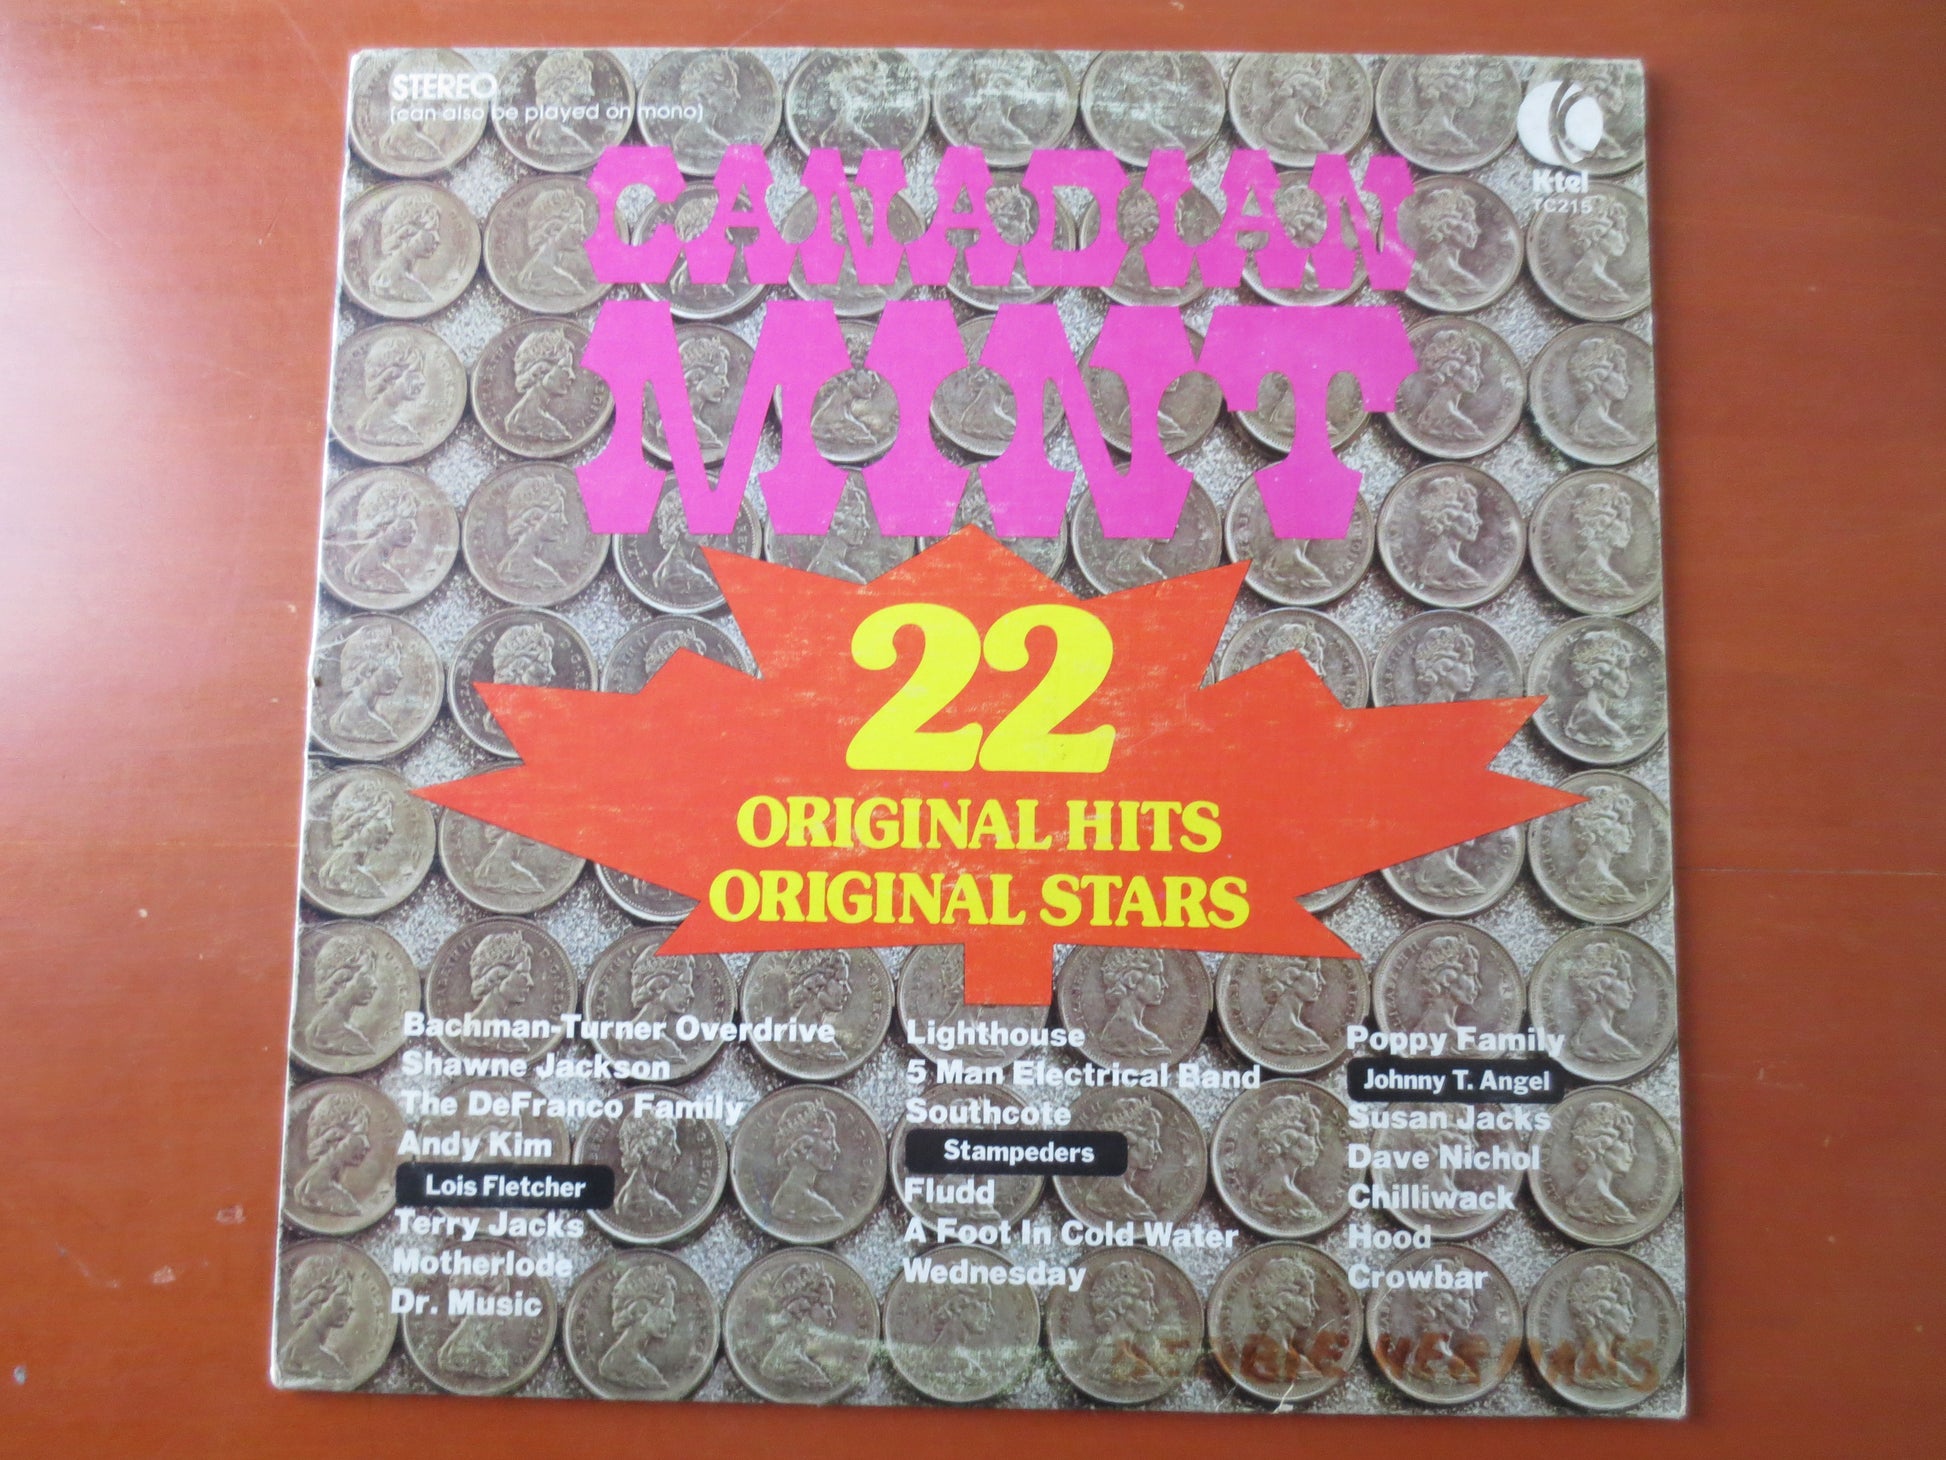 STEREO
(can also be played on mono)
K-tel
TC215
CANADIAN
MINT
22
ORIGINAL HITS
ORIGINAL STARS
Bachman-Turner Overdrive
Shawne Jackson
The DeFranco Family
Andy Kim
Lois Fletcher
Terry Jacks
Motherlode
Dr. Music
Lighthouse
5 Man Electrical Band
Southcote
Stampeders
Fludd
A Foot In Cold Water
Wednesday
Poppy Family
Johnny T. Angel
Susan Jacks
Dave Nichol
Chilliwack
Hood
Crowbar